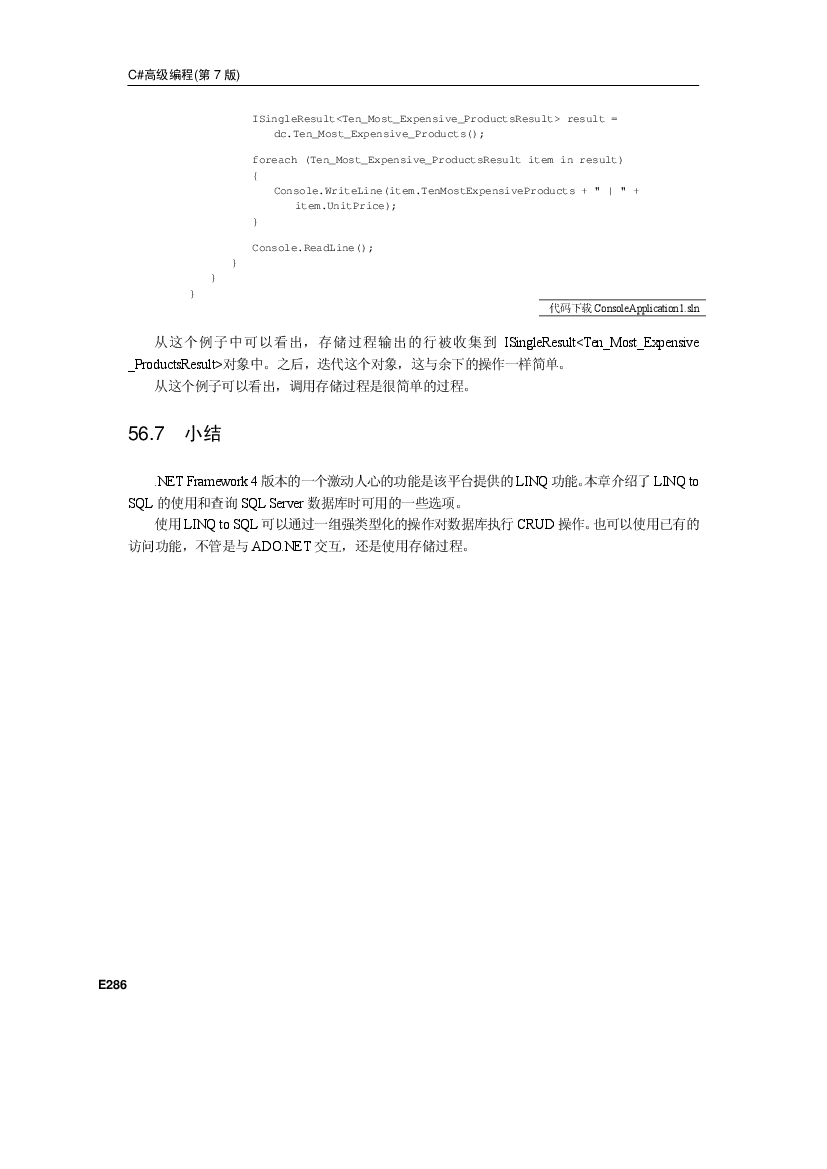 C#高级编程(第 7 版)
ISingleResult<Ten_Most_Expensive_ProductsResult> result =
dc.Ten_Most_Expensive_Products();
foreach (Ten_Most_Expensive_ProductsResult item in result)
{
Console.WriteLine(item.TenMostExpensiveProducts + " | " +
item.UnitPrice);
}
Console.ReadLine();
}
}
}
代码下载 ConsoleApplication1.sln
从这个例子中可以看出，存储过程输出的行被收集到 ISingleResult<Ten_Most_Expensive
_ProductsResult>对象中。之后，迭代这个对象，这与余下的操作一样简单。
从这个例子可以看出，调用存储过程是很简单的过程。
56.7 小结
.NET Framework 4 版本的一个激动人心的功能是该平台提供的 LINQ 功能。本章介绍了 LINQ to
SQL 的使用和查询 SQL Server 数据库时可用的一些选项。
使用 LINQ to SQL 可以通过一组强类型化的操作对数据库执行 CRUD 操作。也可以使用已有的
访问功能，不管是与 ADO.NET 交互，还是使用存储过程。
E286